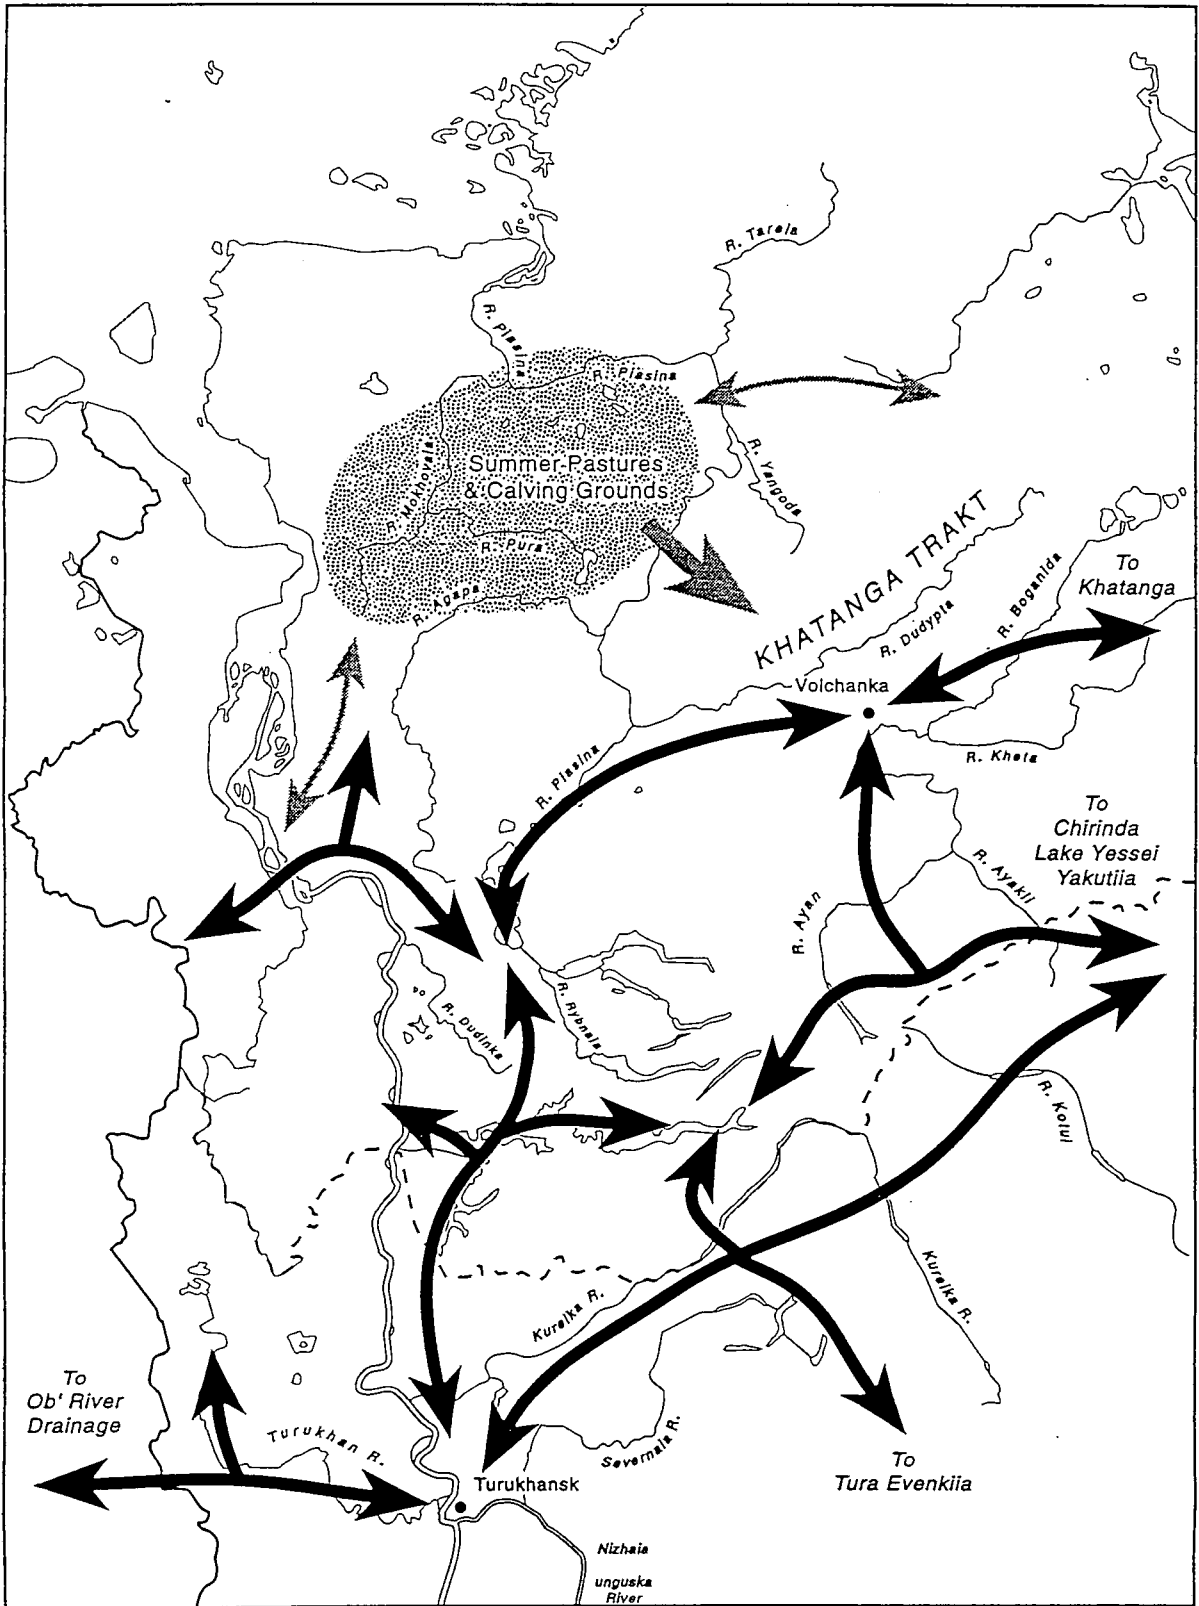 R. Tareia
R. Piasina
R. Piasina
R. Mokhovaia
Summer Pastures
& Calving Grounds
R. Yangoda
R. Pura
R. Agapa
KHATANGA TRAKT
R. Dudypta
R. Boganida
To
Khatanga
Volchanka
R. Kheta
R. Piasina
To
Chirinda
Lake Yessei
Yakutiia
R. Ayakli
R. Ayan
R. Rybnaia
R. Dudinka
R. Kotui
Kureika R.
Kureika R.
To
Ob' River
Drainage
Turukhan R.
Severnaia R.
To
Tura Evenkiia
Turukhansk
Nizhaia
unguska
River